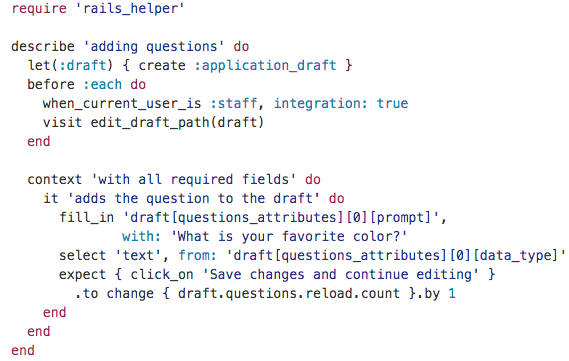 require 'rails_helper'

describe 'adding questions' do
  let(:draft) { create :application_draft }
  before :each do
    when_current_user_is :staff, integration: true
    visit edit_draft_path(draft)
  end

  context 'with all required fields' do
    it 'adds the question to the draft' do
      fill_in 'draft[questions_attributes][0][prompt]',
              with: 'What is your favorite color?'
      select 'text', from: 'draft[questions_attributes][0][data_type]'
      expect { click_on 'Save changes and continue editing' }
        .to change { draft.questions.reload.count }.by 1
    end
  end
end